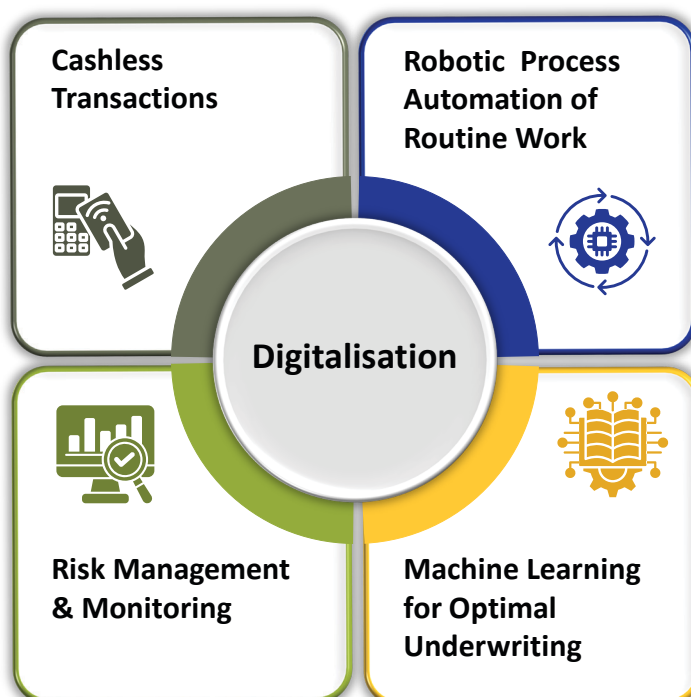 Cashless
Transactions
Robotic Process
Automation of
Routine Work
Digitalisation
Risk Management
& Monitoring
Machine Learning
for Optimal
Underwriting